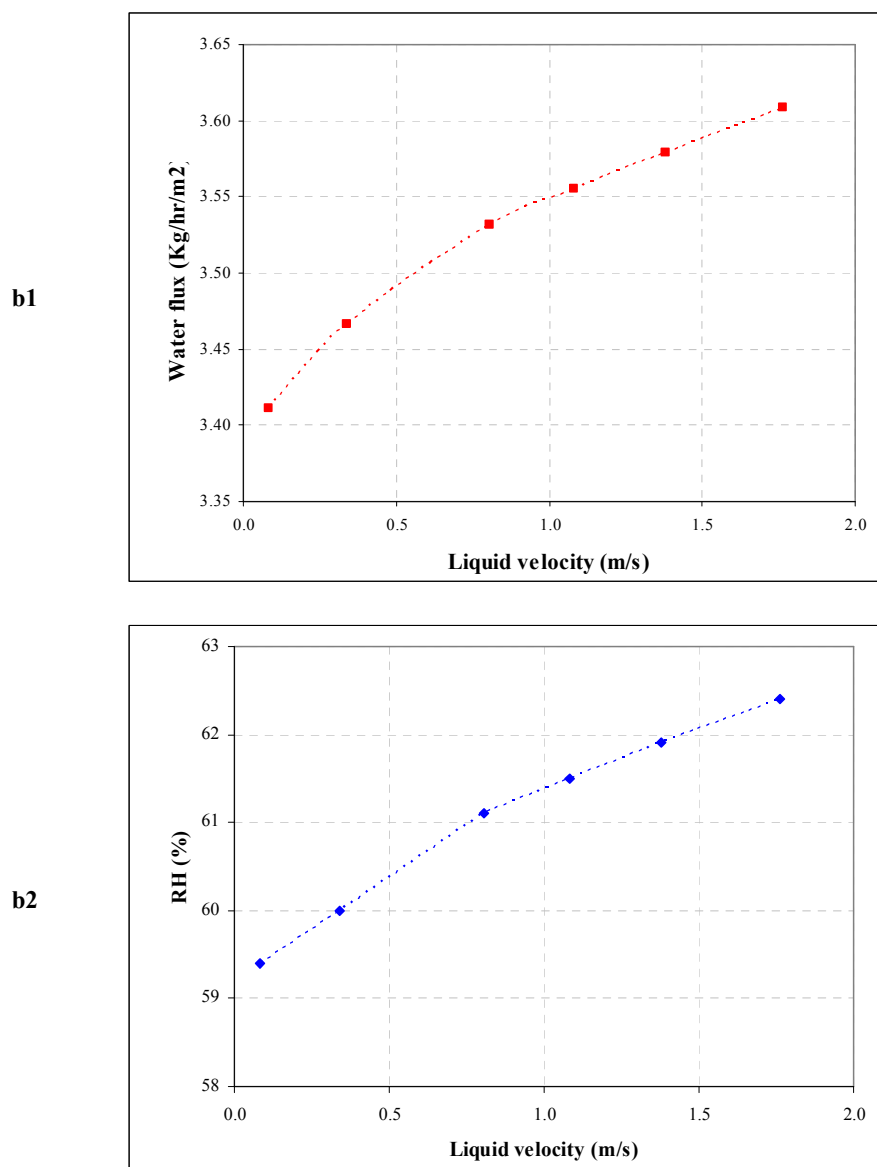 b1
3.65
3.60
3.55
3.50
3.45
3.40
3.35
Water flux (Kg/hr/m2)
0.0 0.5 1.0 1.5 2.0
Liquid velocity (m/s)
b2
63
62
61
60
59
58
RH (%)
0.0 0.5 1.0 1.5 2.0
Liquid velocity (m/s)